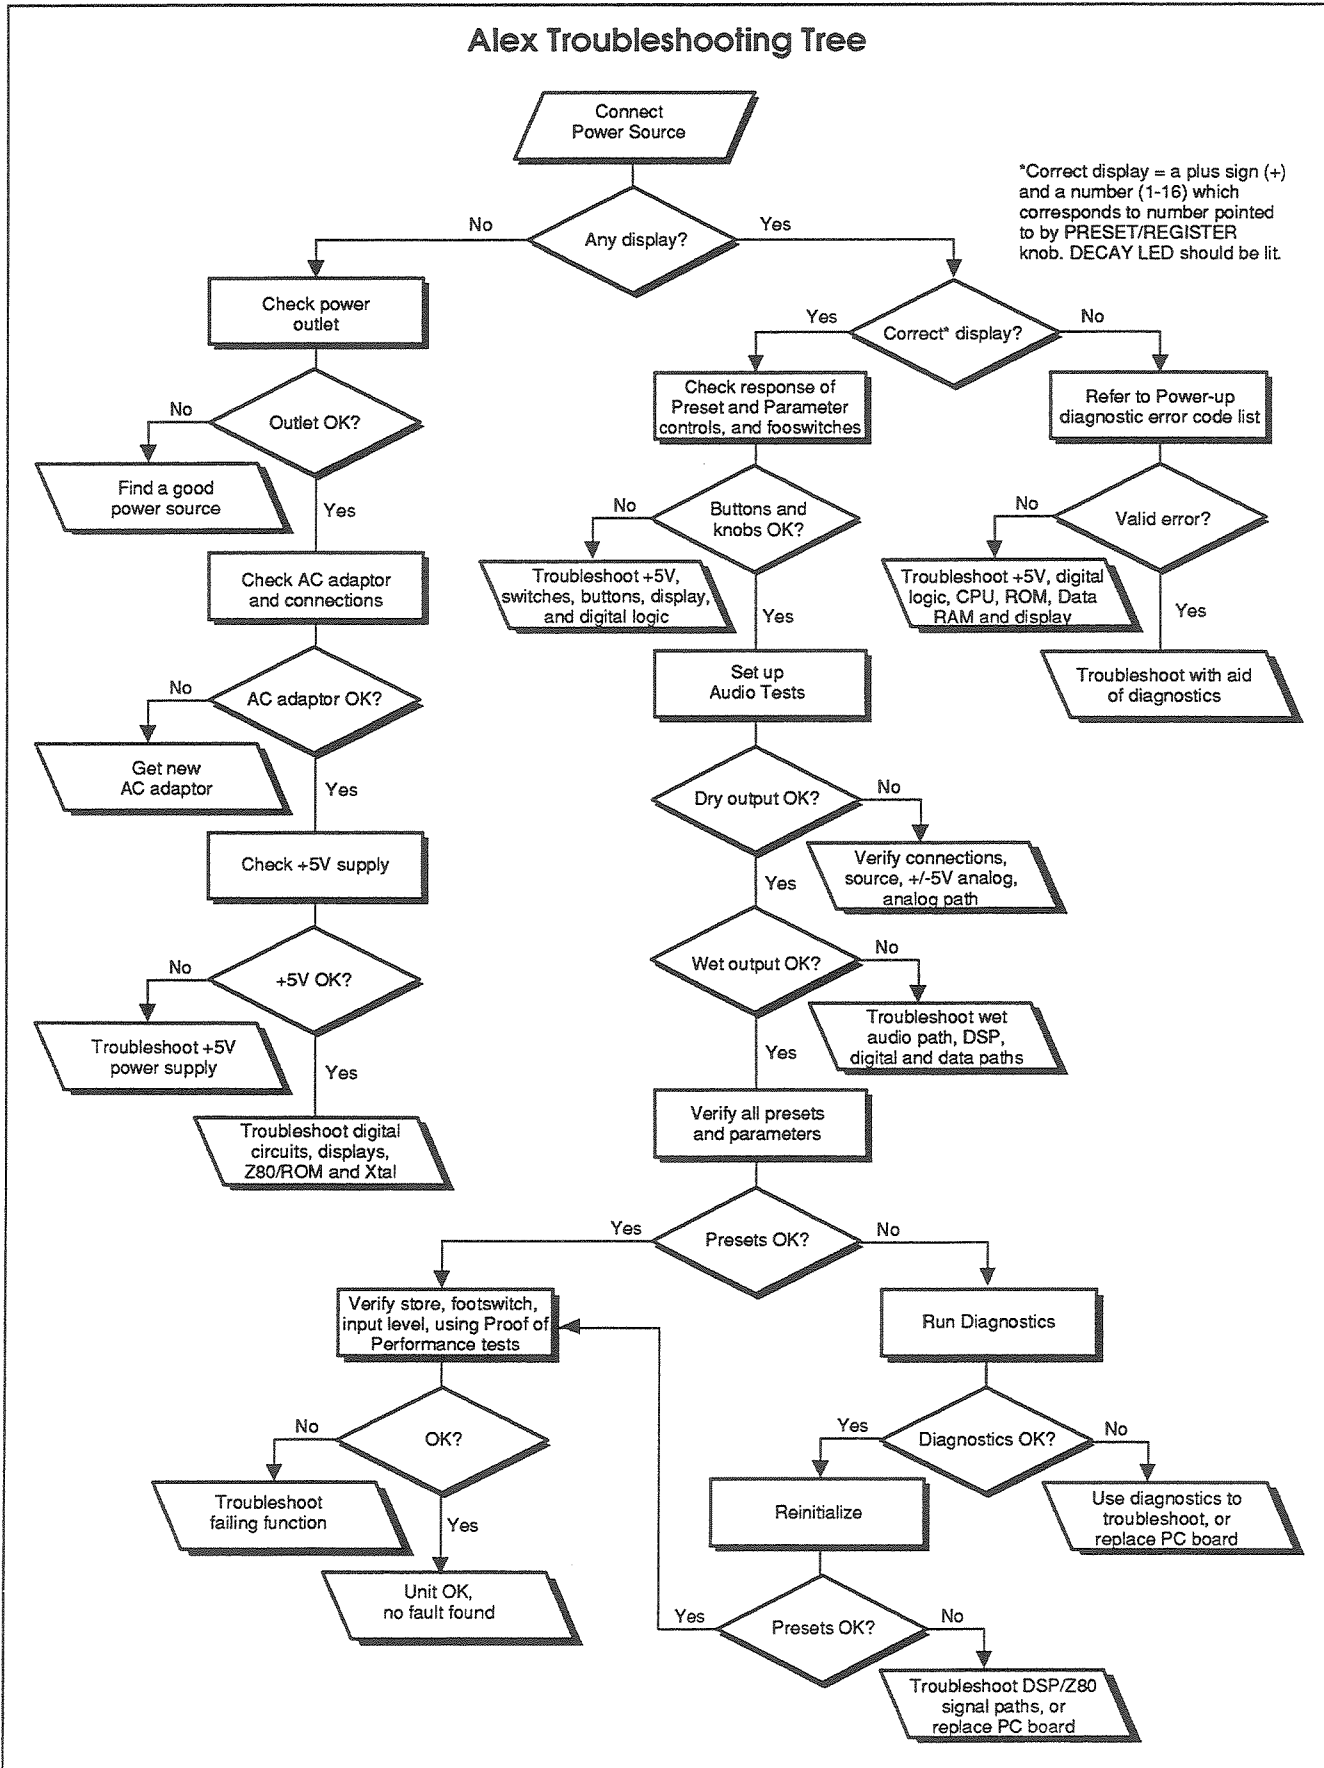 Alex Troubleshooting Tree
Connect
Power Source
*Correct display = a plus sign (+)
and a number (1-16) which
corresponds to number pointed
to by PRESET/REGISTER
knob. DECAY LED should be lit.
No
Any display?
Yes
Check power
outlet
Yes
Correct* display?
No
Check response of
Preset and Parameter
controls, and fooswitches
Refer to Power-up
diagnostic error code list
No
Outlet OK?
Find a good
power source
Yes
No
Buttons and
knobs OK?
No
Valid error?
Check AC adaptor
and connections
Troubleshoot +5V,
switches, buttons, display,
and digital logic
Yes
Troubleshoot +5V, digital
logic, CPU, ROM, Data
RAM and display
Yes
No
AC adaptor OK?
Set up
Audio Tests
Troubleshoot with aid
of diagnostics
Get new
AC adaptor
Yes
Dry output OK?
No
Check +5V supply
Verify connections,
source, +/-5V analog,
analog path
Yes
No
+5V OK?
Wet output OK?
No
Troubleshoot +5V
power supply
Yes
Troubleshoot wet
audio path, DSP,
digital and data paths
Yes
Troubleshoot digital
circuits, displays,
Z80/ROM and Xtal
Verify all presets
and parameters
Yes
Presets OK?
No
Verify store, footswitch,
input level, using Proof of
Performance tests
Run Diagnostics
No
OK?
Yes
Diagnostics OK?
No
Troubleshoot
failing function
Yes
Reinitialize
Use diagnostics to
troubleshoot, or
replace PC board
Unit OK,
no fault found
Yes
Presets OK?
No
Troubleshoot DSP/Z80
signal paths, or
replace PC board